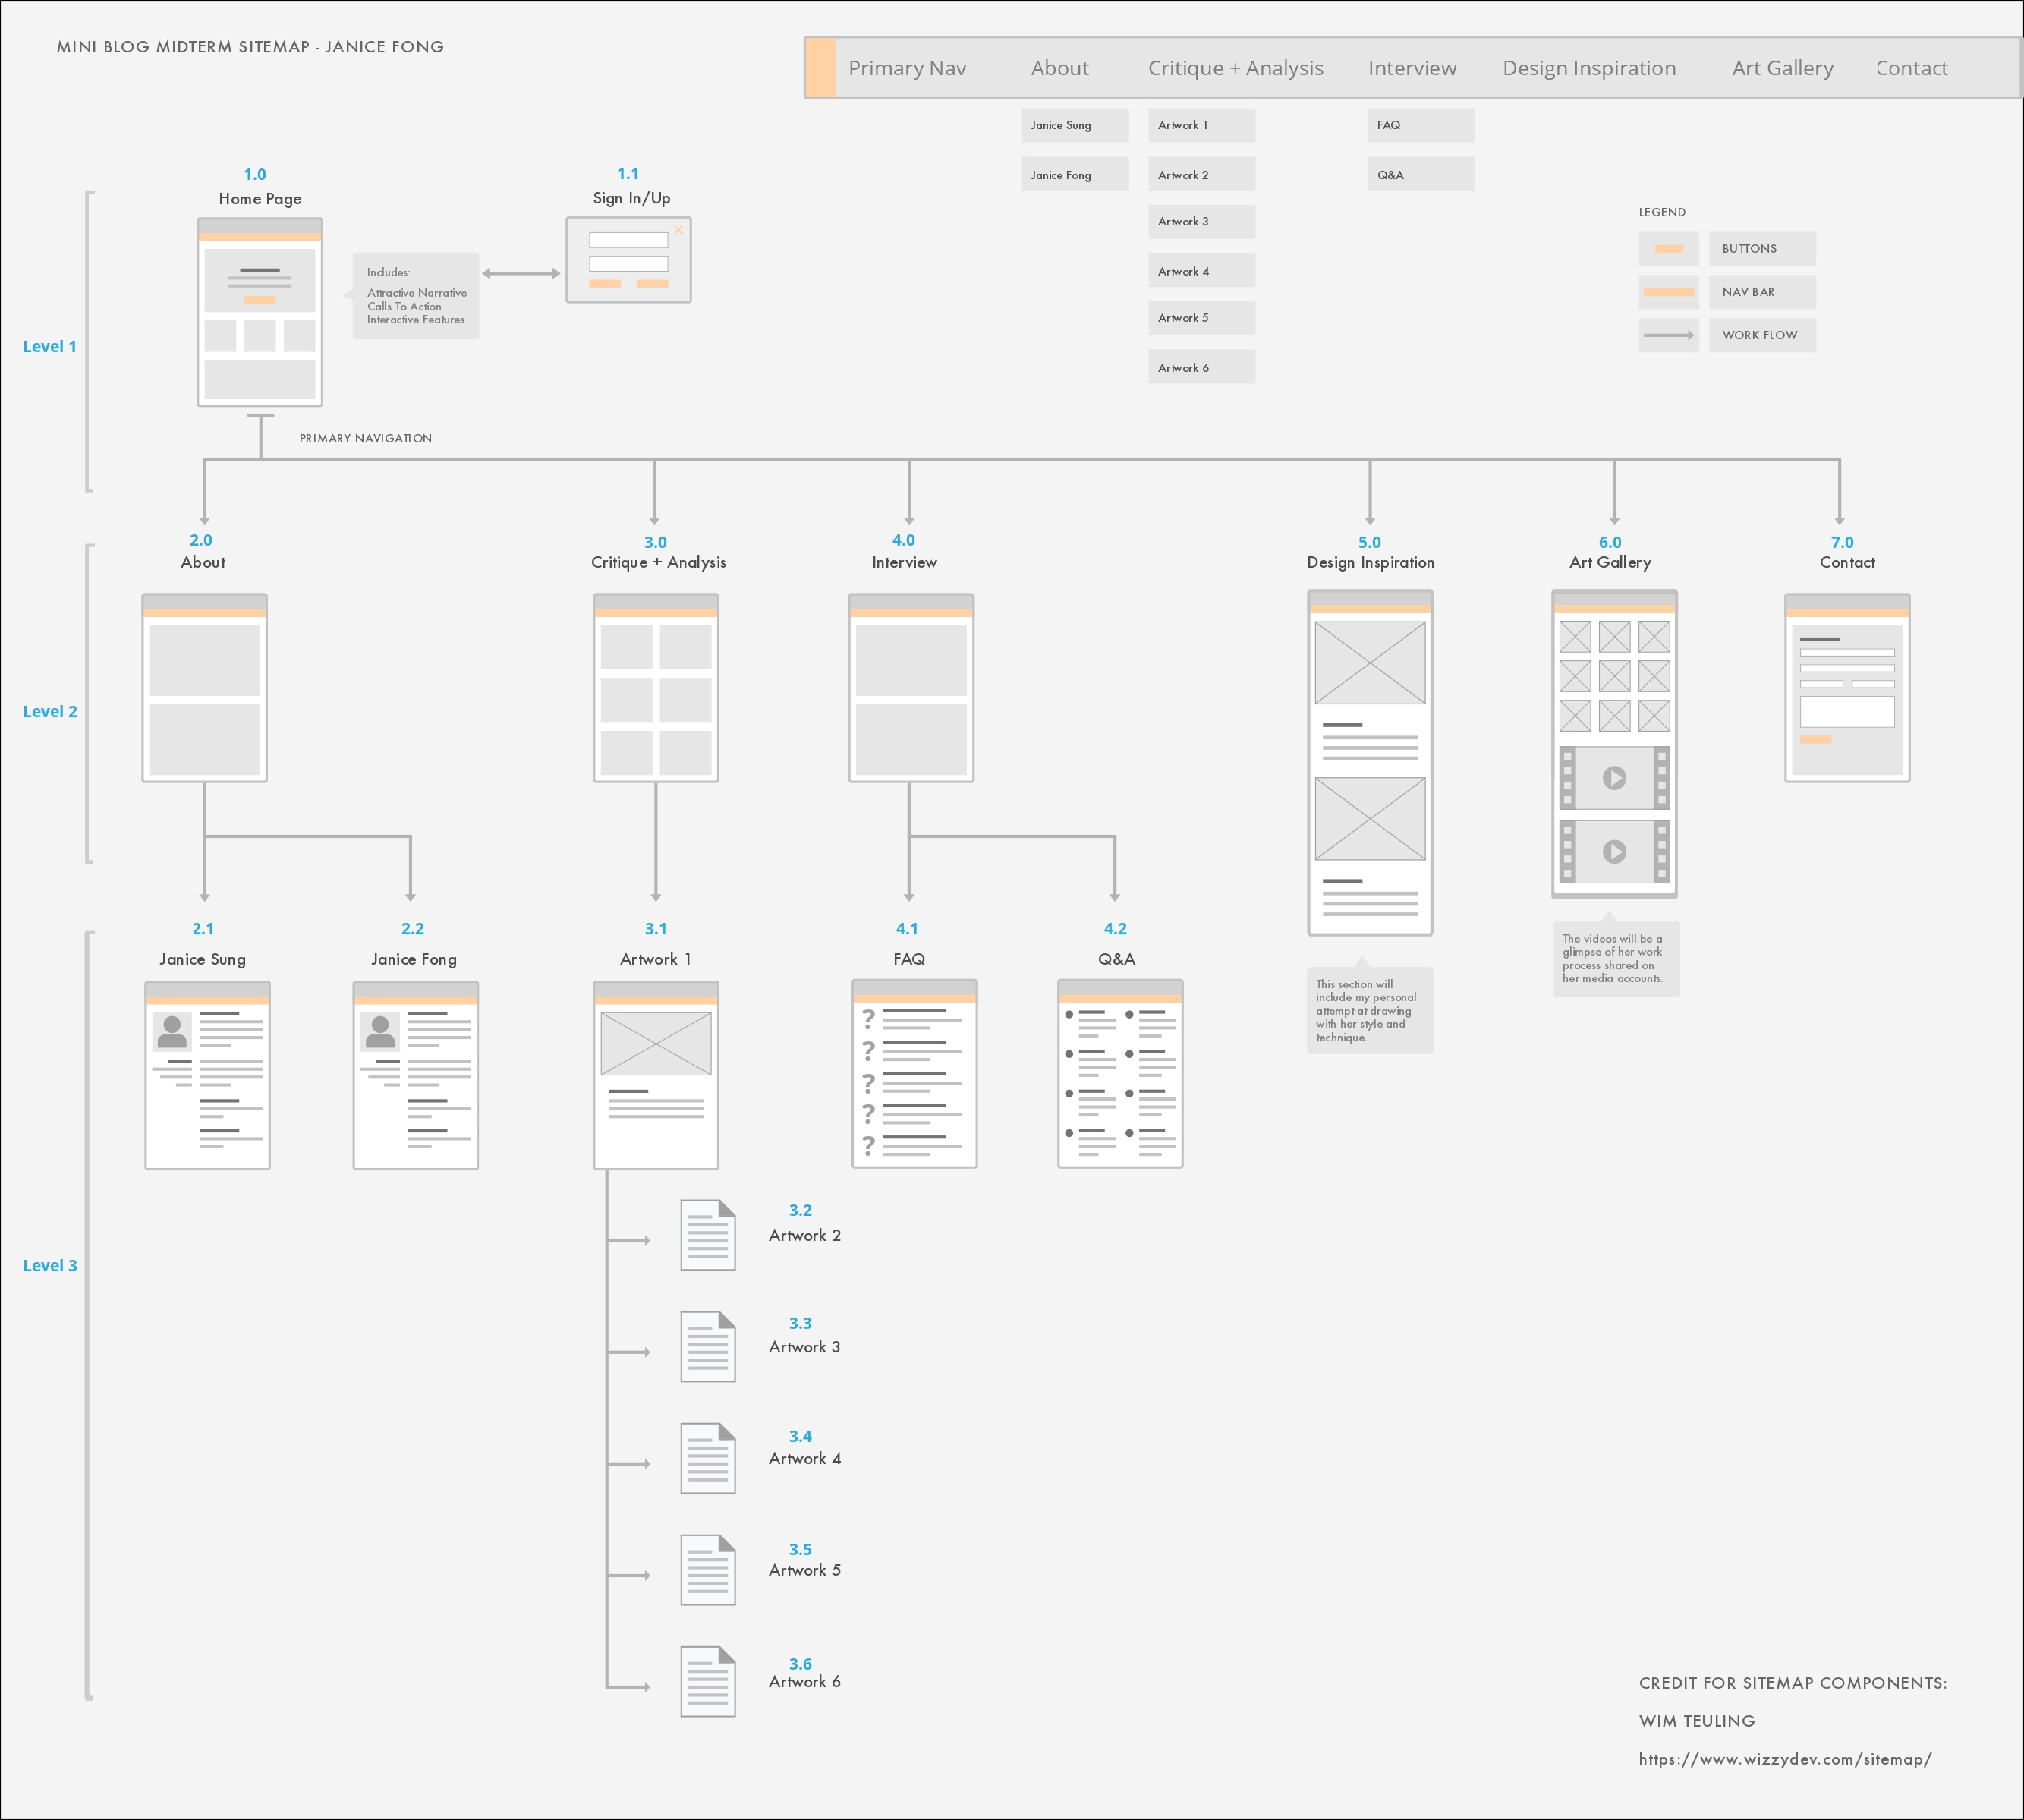 MINI BLOG MIDTERM SITEMAP - JANICE FONG
Primary Nav
About
Critique + Analysis
Interview
Design Inspiration
Art Gallery
Contact
Janice Sung
Janice Fong
Artwork 1
Artwork 2
Artwork 3
Artwork 4
Artwork 5
Artwork 6
FAQ
Q&A
LEGEND
BUTTONS
NAV BAR
WORK FLOW
Level 1
1.0
Home Page
Includes:
Attractive Narrative
Calls To Action
Interactive Features
1.1
Sign In/Up
PRIMARY NAVIGATION
Level 2
2.0
About
3.0
Critique + Analysis
4.0
Interview
5.0
Design Inspiration
6.0
Art Gallery
7.0
Contact
This section will
include my personal
attempt at drawing
with her style and
technique.
The videos will be a
glimpse of her work
process shared on
her media accounts.
Level 3
2.1
Janice Sung
2.2
Janice Fong
3.1
Artwork 1
4.1
FAQ
?
?
?
?
?
4.2
Q&A
3.2
Artwork 2
3.3
Artwork 3
3.4
Artwork 4
3.5
Artwork 5
3.6
Artwork 6
CREDIT FOR SITEMAP COMPONENTS:
WIM TEULING
https://www.wizzydev.com/sitemap/